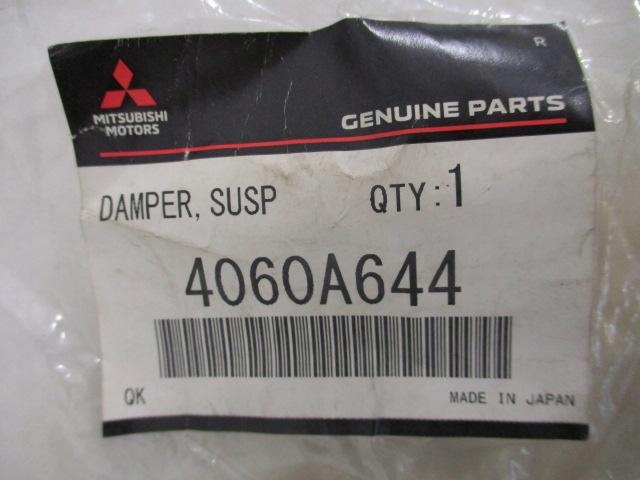 R
MITSUBISHI
MOTORS
GENUINE PARTS
DAMPER, SUSP QTY:1
4060A644
QK MADE IN JAPAN